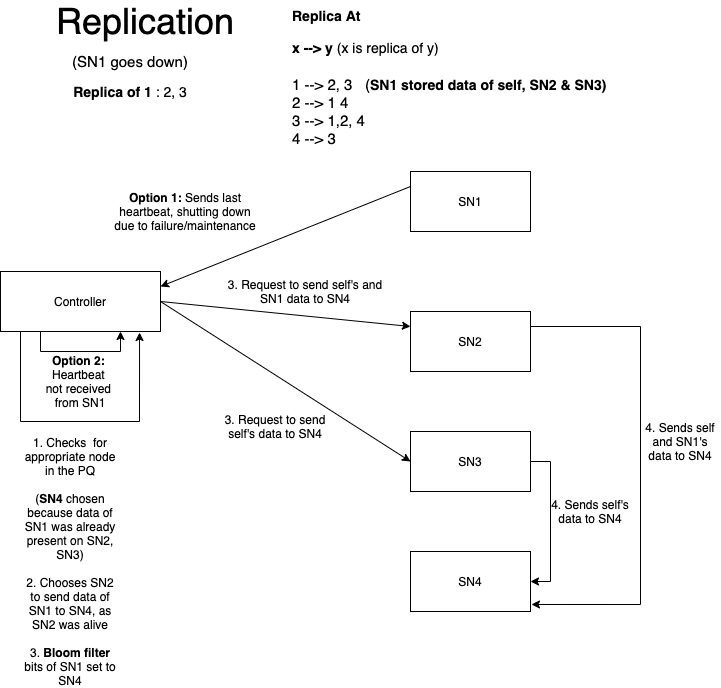 Replication
(SN1 goes down)
Replica of 1 : 2, 3
Replica At
x --> y (x is replica of y)
1 --> 2, 3 (SN1 stored data of self, SN2 & SN3)
2 --> 1 4
3 --> 1,2, 4
4 --> 3
Option 1: Sends last
heartbeat, shutting down
due to failure/maintenance
SN1
Controller
3. Request to send self's and
SN1 data to SN4
SN2
Option 2:
Heartbeat
not received
from SN1
3. Request to send
self's data to SN4
SN3
4. Sends self
and SN1's
data to SN4
4. Sends self's
data to SN4
SN4
1. Checks for
appropriate node
in the PQ
(SN4 chosen
because data of
SN1 was already
present on SN2,
SN3)
2. Chooses SN2
to send data of
SN1 to SN4, as
SN2 was alive
3. Bloom filter
bits of SN1 set to
SN4